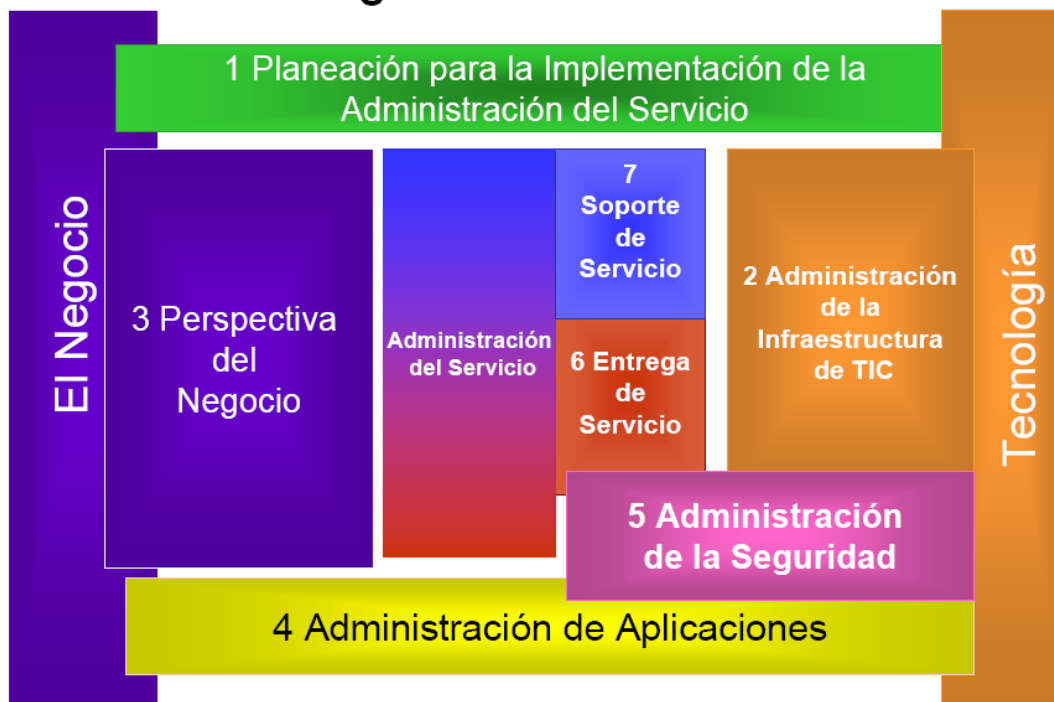 1 Planeación para la Implementación de la
Administración del Servicio
El Negocio
3 Perspectiva
del
Negocio
Administración
del Servicio
7
Soporte
de
Servicio
6 Entrega
de
Servicio
2 Administración
de la
Infraestructura
de TIC
Tecnología
5 Administración
de la Seguridad
4 Administración de Aplicaciones